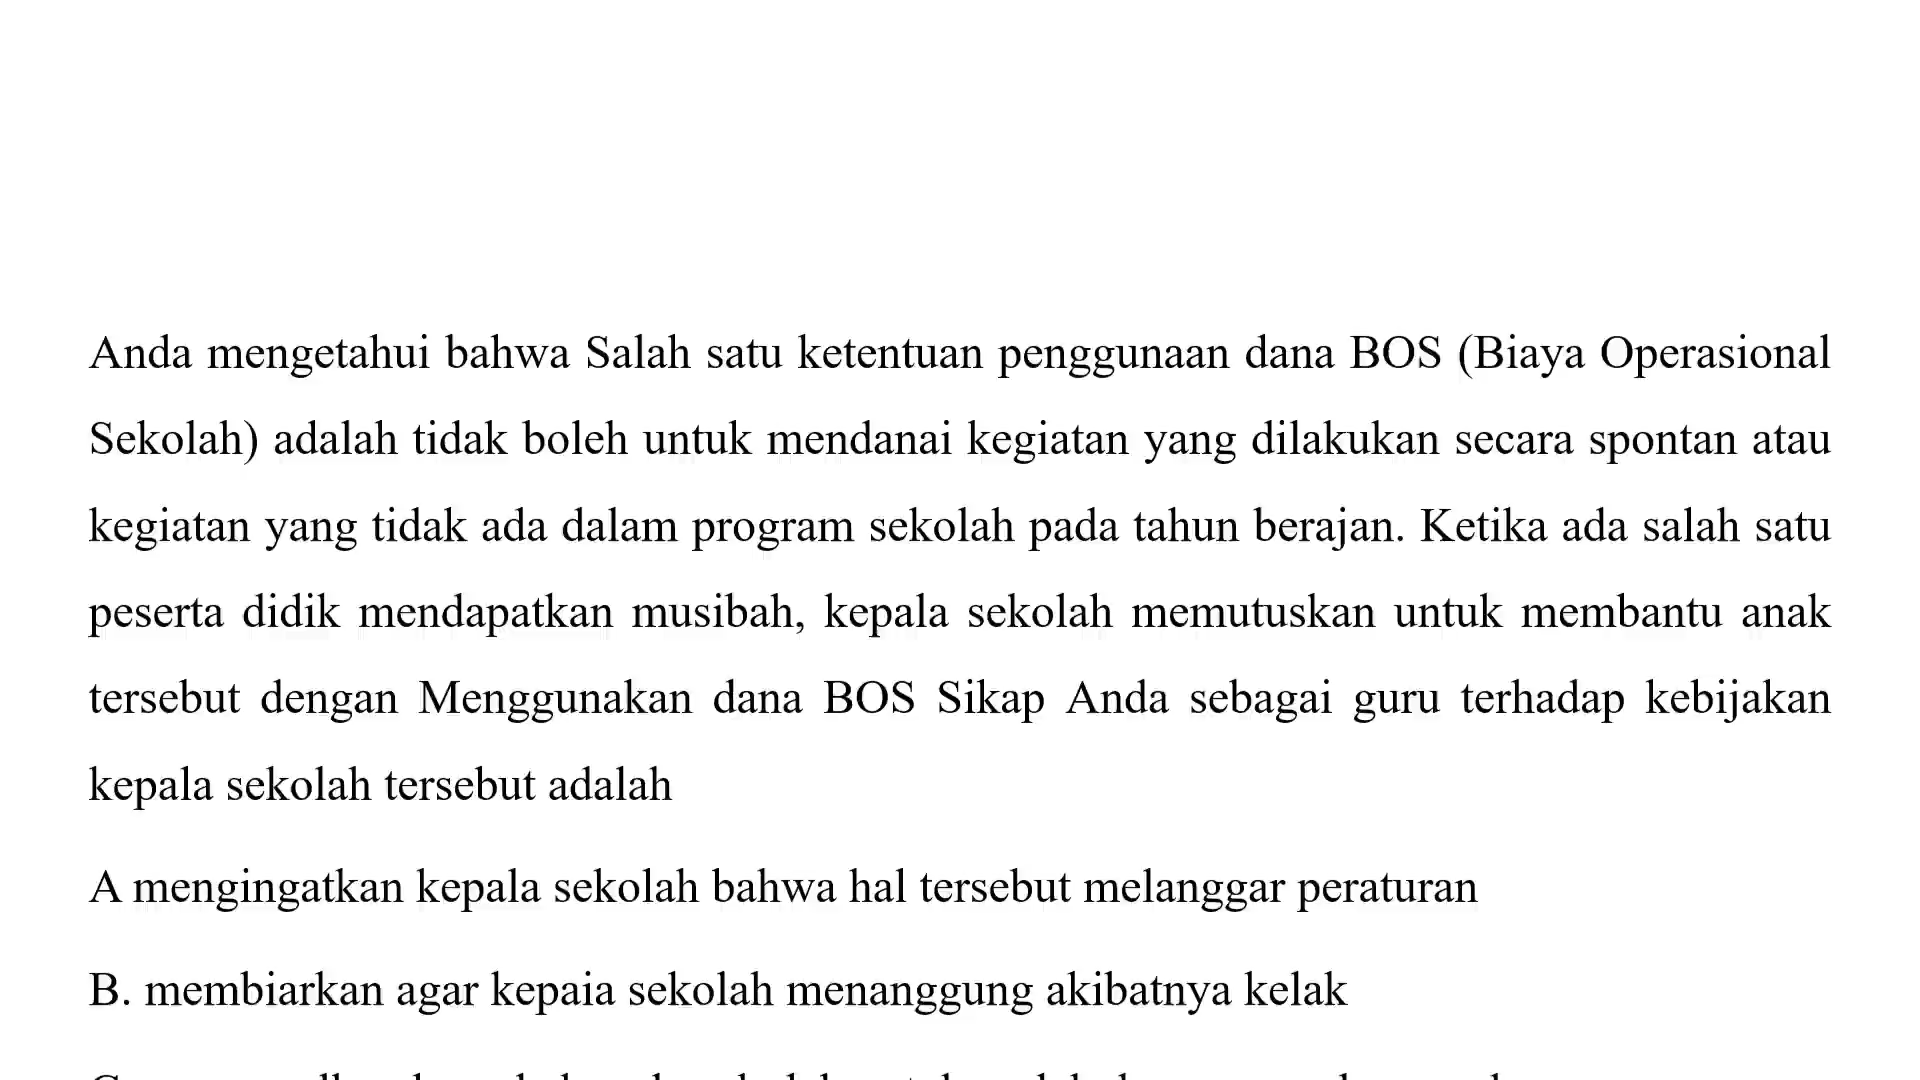 Anda mengetahui bahwa Salah satu ketentuan penggunaan dana BOS (Biaya Operasional
Sekolah) adalah tidak boleh untuk mendanai kegiatan yang dilakukan secara spontan atau
kegiatan yang tidak ada dalam program sekolah pada tahun berajan. Ketika ada salah satu
peserta didik mendapatkan musibah, kepala sekolah memutuskan untuk membantu anak
tersebut dengan Menggunakan dana BOS Sikap Anda sebagai guru terhadap kebijakan
kepala sekolah tersebut adalah
A mengingatkan kepala sekolah bahwa hal tersebut melanggar peraturan
B. membiarkan agar kepaia sekolah menanggung akibatnya kelak